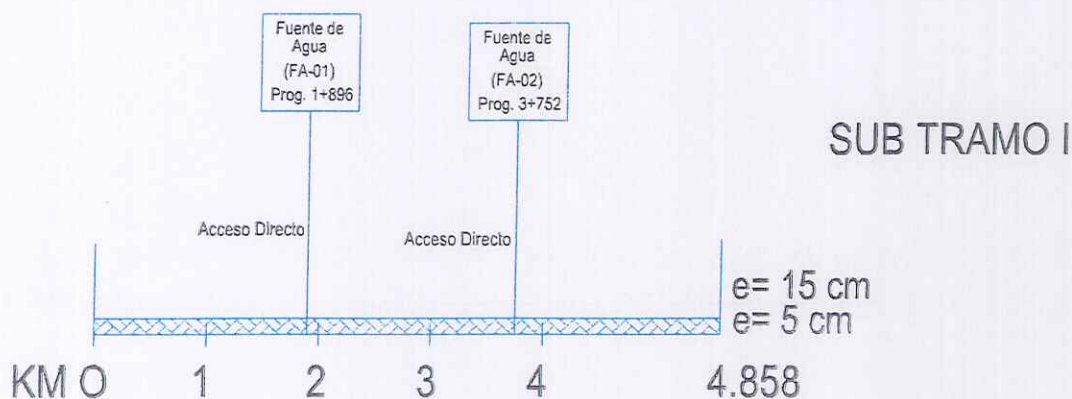 Fuente de
Agua
(FA-01)
Prog. 1+896
Fuente de
Agua
(FA-02)
Prog. 3+752
SUB TRAMO I
Acceso Directo
Acceso Directo
e= 15 cm
e= 5 cm
KM O 1 2 3 4 4.858